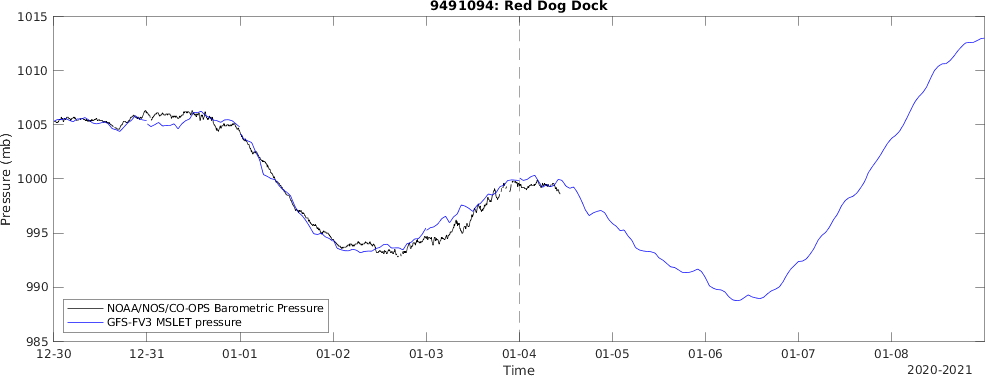 9491094: Red Dog Dock
Pressure (mb)
1015
1010
1005
1000
995
990
985
NOAA/NOS/CO-OPS Barometric Pressure
GFS-FV3 MSLET pressure
12-30 12-31 01-01 01-02 01-03 01-04 01-05 01-06 01-07 01-08
Time
2020-2021